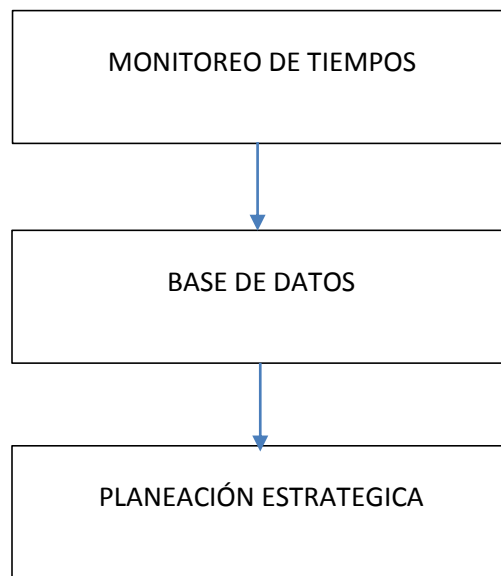 MONITOREO DE TIEMPOS
BASE DE DATOS
PLANEACIÓN ESTRATEGICA